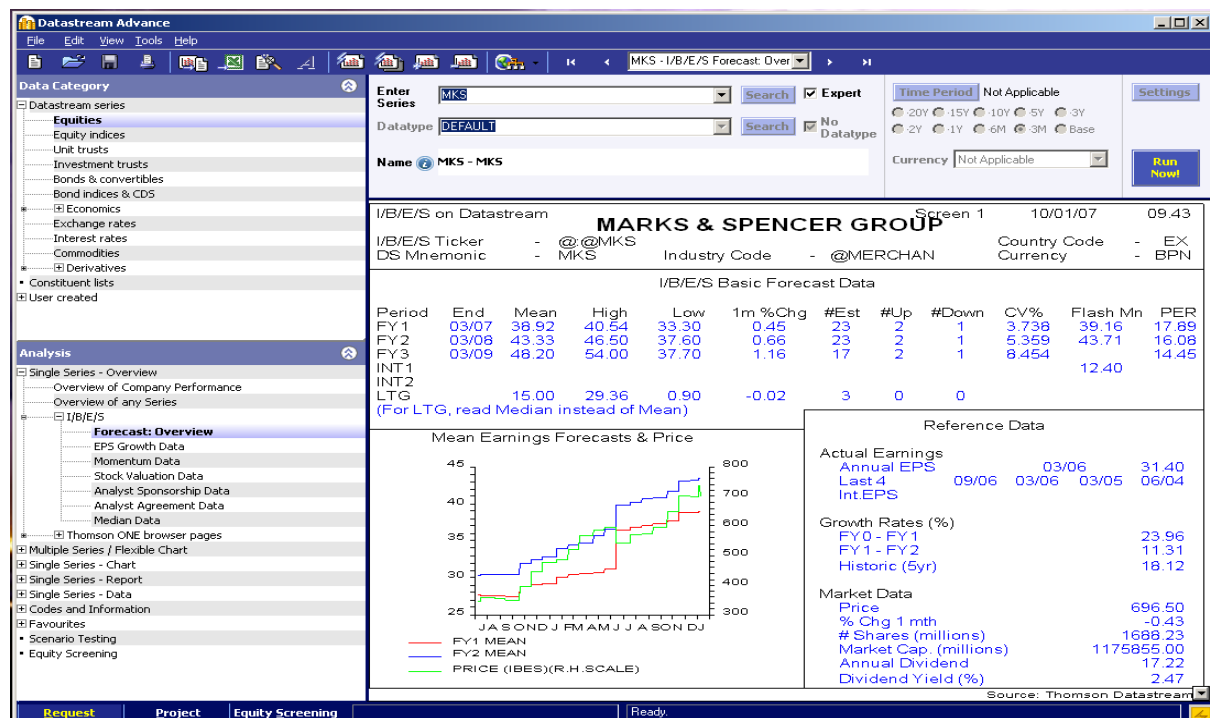 Datastream Advance
File Edit View Tools Help
MKS - I/B/E/S Forecast: Over
Data Category
Datastream series
Equities
Equity indices
Unit trusts
Investment trusts
Bonds & convertibles
Bond indices & CDS
Economics
Exchange rates
Interest rates
Commodities
Derivatives
Constituent lists
User created
Analysis
Single Series - Overview
Overview of Company Performance
Overview of any Series
I/B/E/S
Forecast: Overview
EPS Growth Data
Momentum Data
Stock Valuation Data
Analyst Sponsorship Data
Analyst Agreement Data
Median Data
Thomson ONE browser pages
Multiple Series / Flexible Chart
Single Series - Chart
Single Series - Report
Single Series - Data
Codes and Information
Favourites
Scenario Testing
Equity Screening
Enter Series MKS Search Expert
Datatype DEFAULT Search No Datatype
Name MKS - MKS
Time Period Not Applicable Settings
-20Y -15Y -10Y -5Y -3Y
-2Y -1Y -6M -3M Base
Currency Not Applicable Run Now!
I/B/E/S on Datastream Screen 1 10/01/07 09.43
MARKS & SPENCER GROUP
I/B/E/S Ticker - @:@MKS Country Code - EX
DS Mnemonic - MKS Industry Code - @MERCHAN Currency - BPN
I/B/E/S Basic Forecast Data
Period End Mean High Low 1m %Chg #Est #Up #Down CV% Flash Mn PER
FY1 03/07 38.92 40.54 33.30 0.45 23 2 1 3.738 39.16 17.89
FY2 03/08 43.33 46.50 37.60 0.66 23 2 1 5.359 43.71 16.08
FY3 03/09 48.20 54.00 37.70 1.16 17 2 1 8.454 14.45
INT1 12.40
INT2
LTG 15.00 29.36 0.90 -0.02 3 0 0
(For LTG, read Median instead of Mean)
Mean Earnings Forecasts & Price
45 800
700
40
600
35
500
30 400
25 300
J A S O N D J F M A M J J A S O N D J
FY1 MEAN
FY2 MEAN
PRICE (IBES)(R.H.SCALE)
Reference Data
Actual Earnings
Annual EPS 03/06 31.40
Last 4 09/06 03/06 03/05 06/04
Int.EPS
Growth Rates (%)
FY0 - FY1 23.96
FY1 - FY2 11.31
Historic (5yr) 18.12
Market Data
Price 696.50
% Chg 1 mth -0.43
# Shares (millions) 1688.23
Market Cap. (millions) 1175855.00
Annual Dividend 17.22
Dividend Yield (%) 2.47
Source: Thomson Datastream
Request Project Equity Screening Ready.